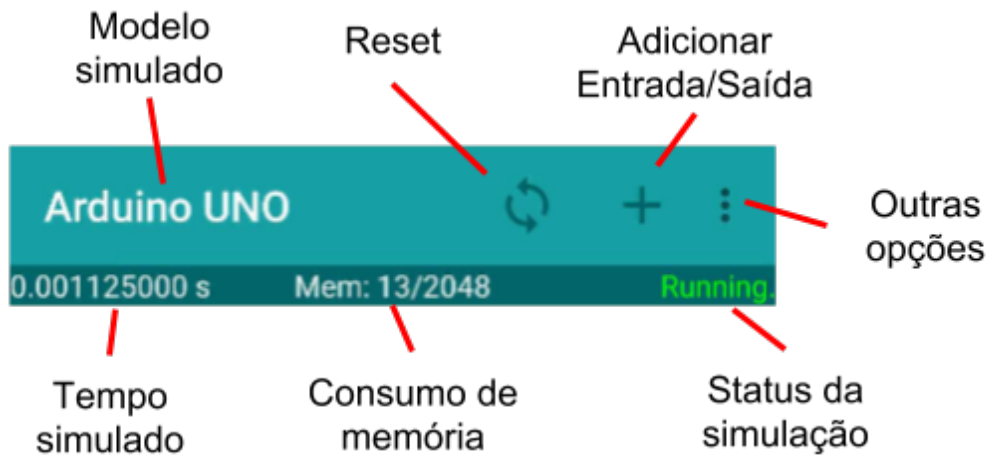 Modelo
simulado
Reset
Adicionar
Entrada/Saída
Arduino UNO
Outras
opções
0.001125000 s
Mem: 13/2048
Running.
Tempo
simulado
Consumo de
memória
Status da
simulação